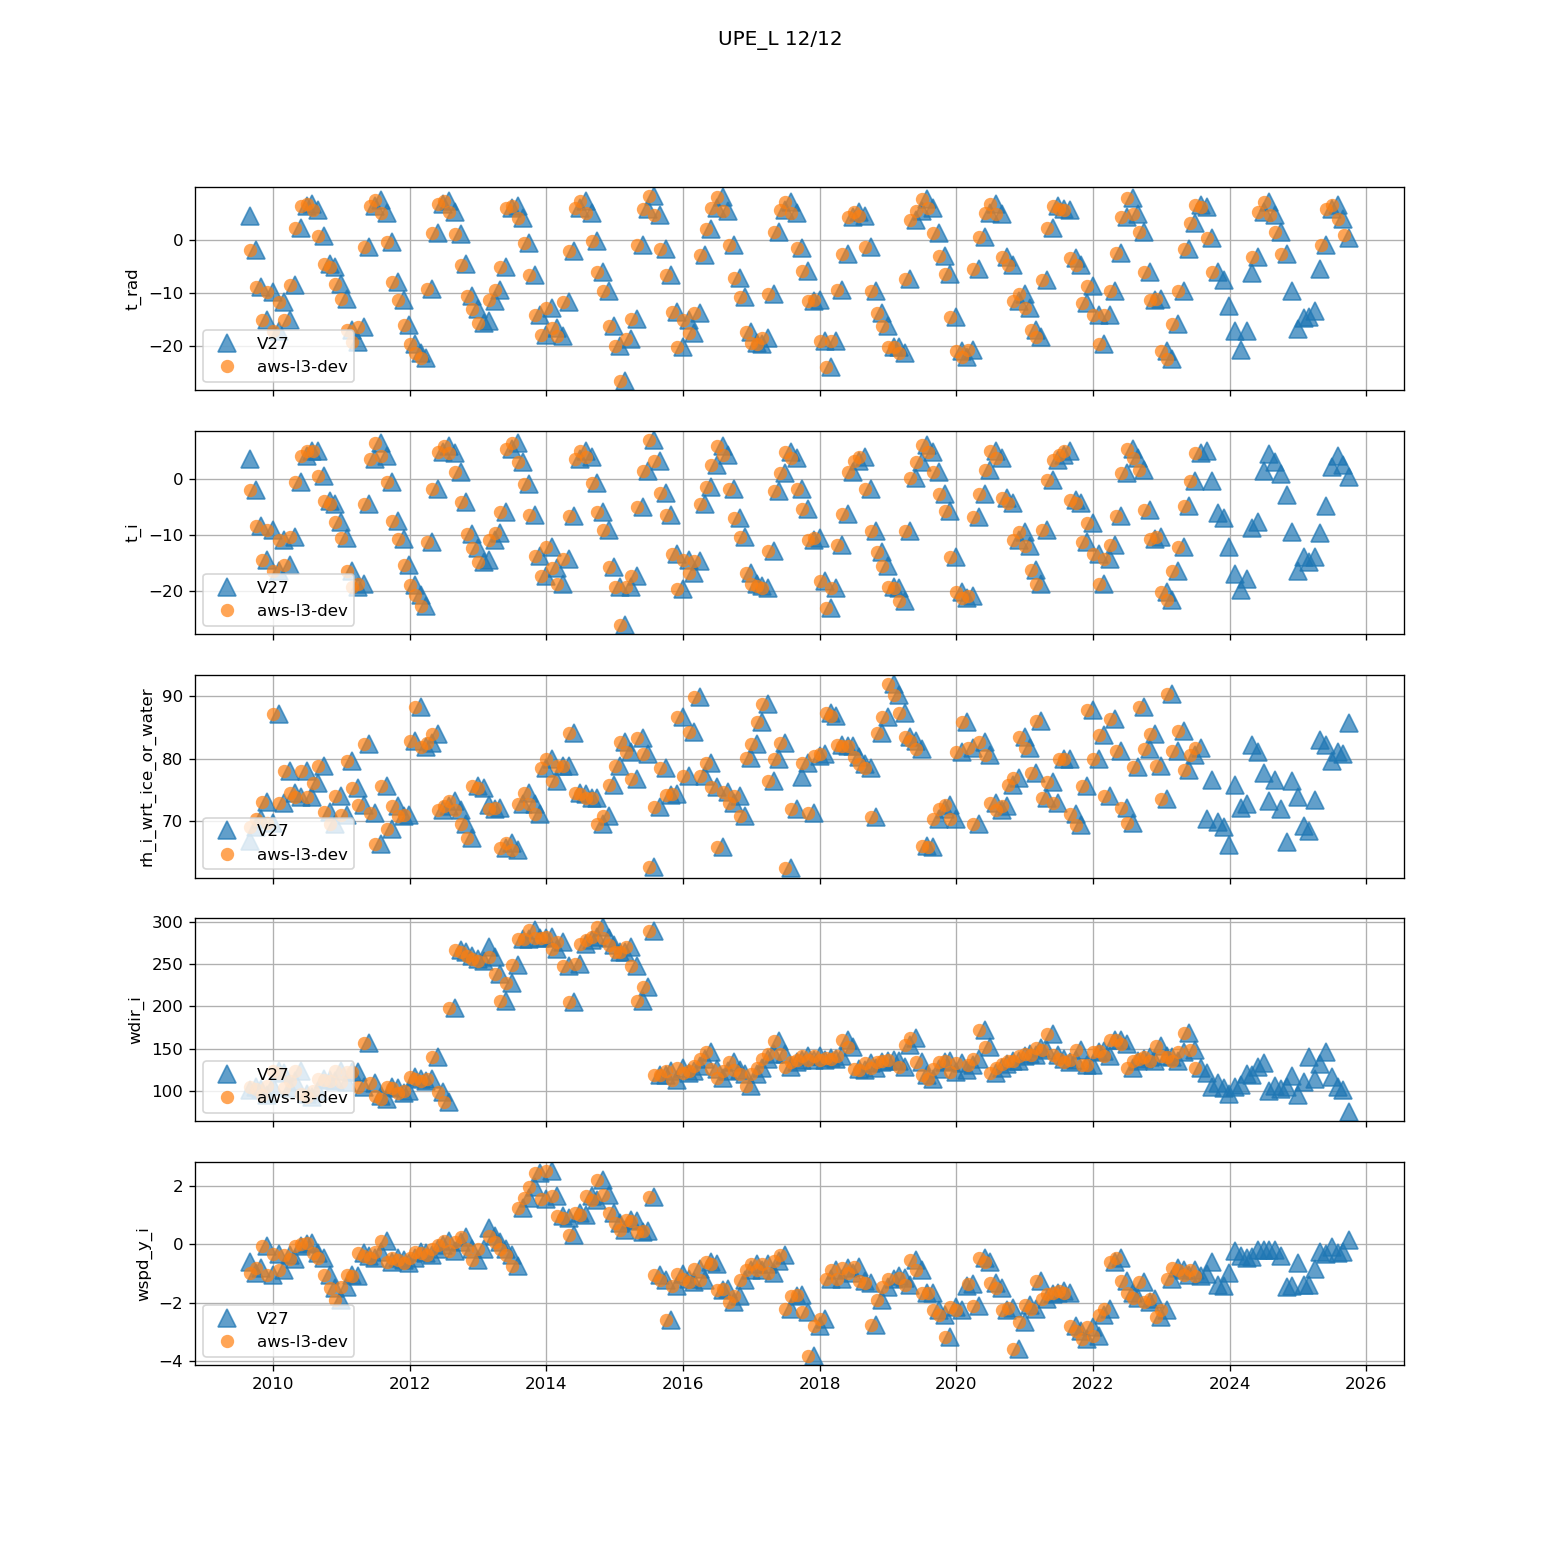 UPE_L 12/12
t_rad
0
−10
−20
V27
aws-l3-dev
t_i
0
−10
−20
V27
aws-l3-dev
rh_i_wrt_ice_or_water
90
80
70
V27
aws-l3-dev
wdir_i
300
250
200
150
100
V27
aws-l3-dev
wspd_y_i
2
0
−2
−4
V27
aws-l3-dev
2010 2012 2014 2016 2018 2020 2022 2024 2026